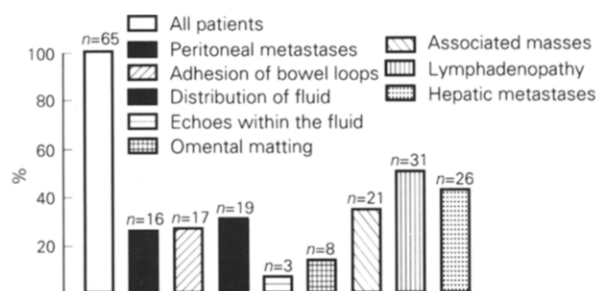 All patients
Peritoneal metastases
Adhesion of bowel loops
Distribution of fluid
Echoes within the fluid
Omental matting
Associated masses
Lymphadenopathy
Hepatic metastases
%
100
80
60
40
20
n=65
n=16
n=17
n=19
n=3
n=8
n=21
n=31
n=26